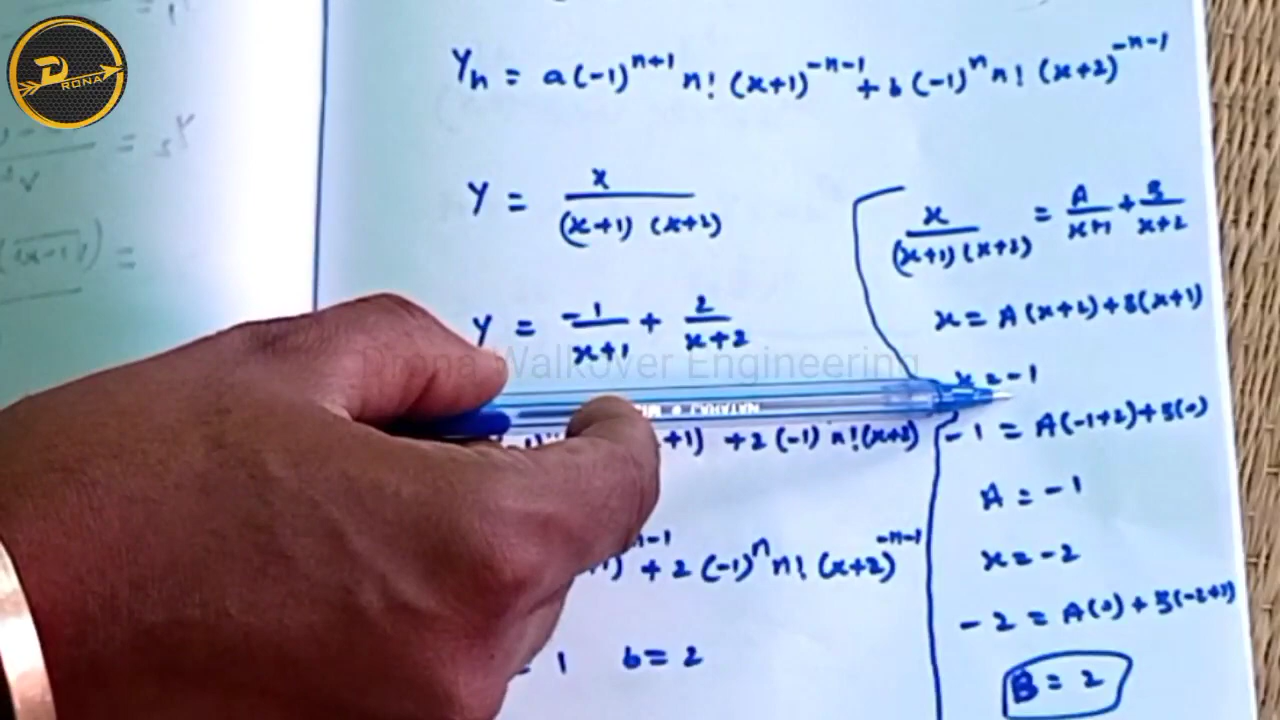 DRONA
Yn = a(-1)^{n+1} n! (x+1)^{-n-1} + b(-1)^n n! (x+2)^{-n-1}
Y = x / (x+1) (x+2)
Y = -1/x+1 + 2/x+2
+1) + 2(-1) n! (x+2)
n-1 + 2(-1)^n n! (x+2)^{-n-1}
1 b = 2
x / (x+1)(x+2) = A/x+1 + B/x+2
x = A(x+2) + B(x+1)
x = -1
-1 = A(-1+2) + B(0)
A = -1
x = -2
-2 = A(0) + B(-2+1)
B = 2
Drona Walkover Engineering
NATARAJ